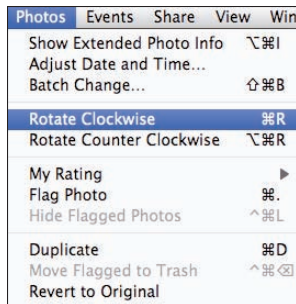 Photos Events Share View Win
Show Extended Photo Info ⌥⌘I
Adjust Date and Time...
Batch Change... ⇧⌘B
Rotate Clockwise ⌘R
Rotate Counter Clockwise ⌥⌘R
My Rating ▶
Flag Photo ⌘.
Hide Flagged Photos ^⌘L
Duplicate ⌘D
Move Flagged to Trash ^⌘⌫
Revert to Original